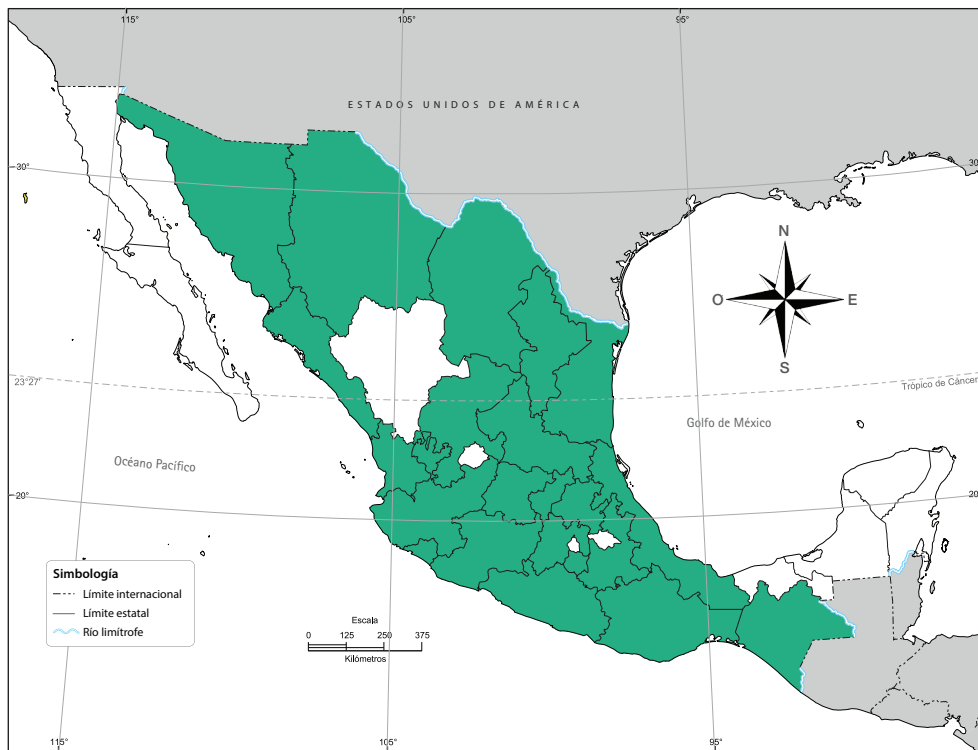 115°
105°
95°
ESTADOS UNIDOS DE AMÉRICA
30°
30°
N
O
E
S
23°27'
Trópico de Cáncer
Golfo de México
Océano Pacífico
20°
20°
Simbología
Límite internacional
Límite estatal
Río limítrofe
Escala
0 125 250 375
Kilómetros
115°
105°
95°